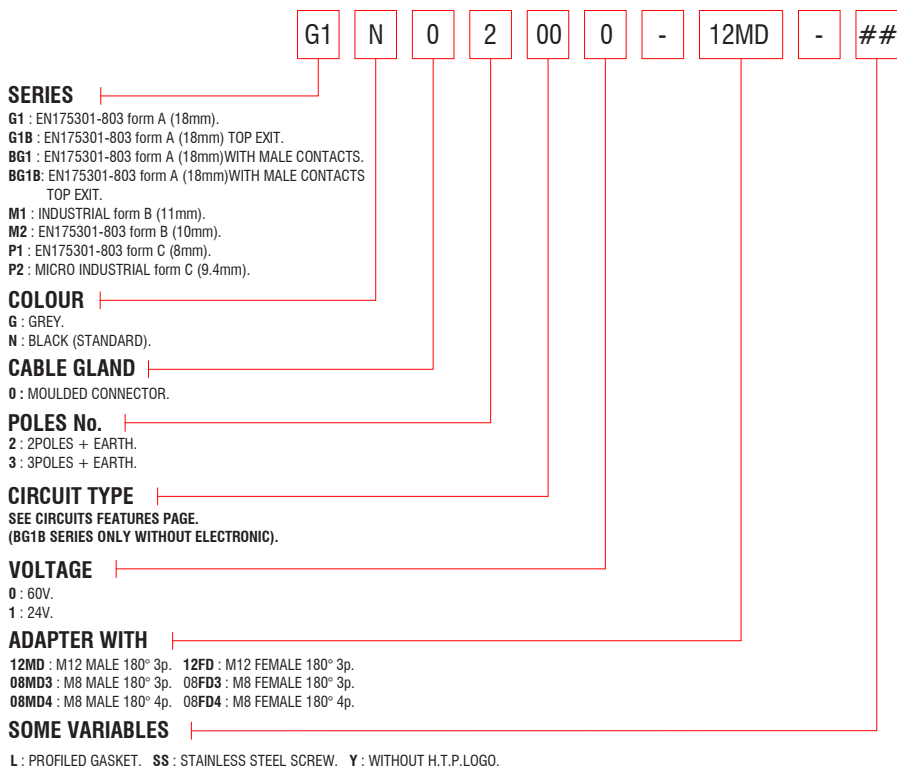 G1 N 0 2 00 0 - 12MD - ##
SERIES
G1 : EN175301-803 form A (18mm).
G1B : EN175301-803 form A (18mm) TOP EXIT.
BG1 : EN175301-803 form A (18mm)WITH MALE CONTACTS.
BG1B: EN175301-803 form A (18mm)WITH MALE CONTACTS
TOP EXIT.
M1 : INDUSTRIAL form B (11mm).
M2 : EN175301-803 form B (10mm).
P1 : EN175301-803 form C (8mm).
P2 : MICRO INDUSTRIAL form C (9.4mm).
COLOUR
G : GREY.
N : BLACK (STANDARD).
CABLE GLAND
0 : MOULDED CONNECTOR.
POLES No.
2 : 2POLES + EARTH.
3 : 3POLES + EARTH.
CIRCUIT TYPE
SEE CIRCUITS FEATURES PAGE.
(BG1B SERIES ONLY WITHOUT ELECTRONIC).
VOLTAGE
0 : 60V.
1 : 24V.
ADAPTER WITH
12MD : M12 MALE 180° 3p. 12FD : M12 FEMALE 180° 3p.
08MD3 : M8 MALE 180° 3p. 08FD3 : M8 FEMALE 180° 3p.
08MD4 : M8 MALE 180° 4p. 08FD4 : M8 FEMALE 180° 4p.
SOME VARIABLES
L : PROFILED GASKET. SS : STAINLESS STEEL SCREW. Y : WITHOUT H.T.P.LOGO.